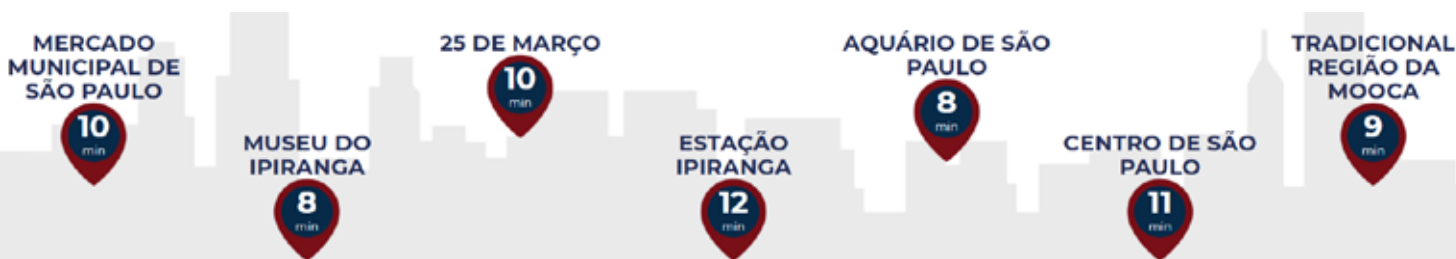 MERCADO
MUNICIPAL DE
SÃO PAULO
10
min
MUSEU DO
IPIRANGA
8
min
25 DE MARÇO
10
min
ESTAÇÃO
IPIRANGA
12
min
AQUÁRIO DE SÃO
PAULO
8
min
CENTRO DE SÃO
PAULO
11
min
TRADICIONAL
REGIÃO DA
MOOCA
9
min